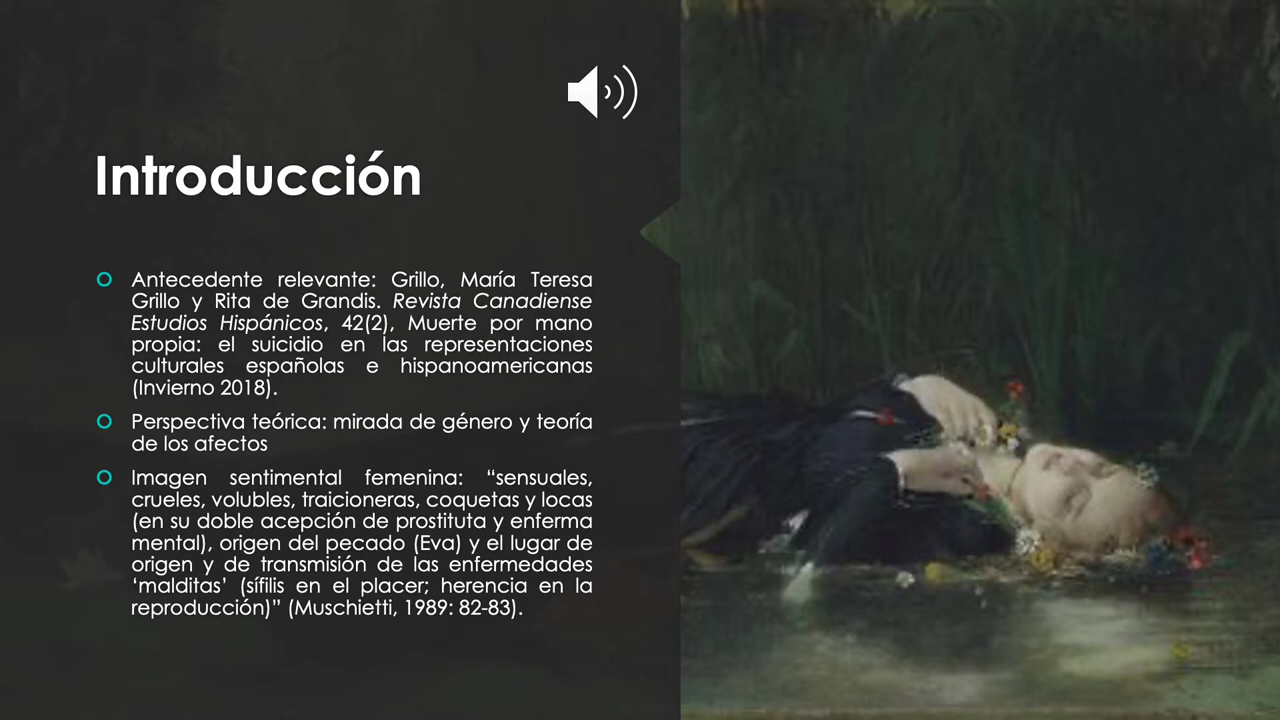 Introducción
Antecedente relevante: Grillo, María Teresa
Grillo y Rita de Grandis. Revista Canadiense
Estudios Hispánicos, 42(2), Muerte por mano
propia: el suicidio en las representaciones
culturales españolas e hispanoamericanas
(Invierno 2018).
Perspectiva teórica: mirada de género y teoría
de los afectos
Imagen sentimental femenina: “sensuales,
crueles, volubles, traicioneras, coquetas y locas
(en su doble acepción de prostituta y enferma
mental), origen del pecado (Eva) y el lugar de
origen y de transmisión de las enfermedades
‘malditas’ (sífilis en el placer; herencia en la
reproducción)” (Muschietti, 1989: 82-83).